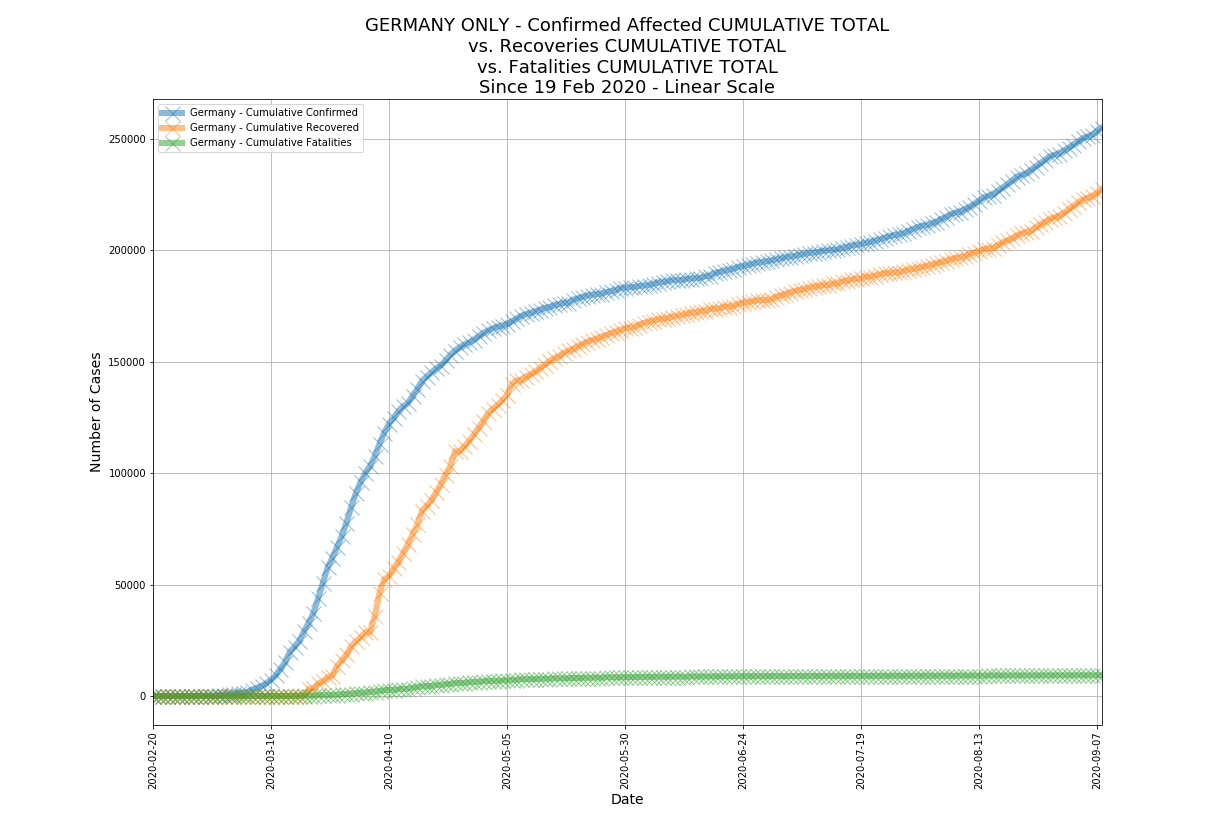 GERMANY ONLY - Confirmed Affected CUMULATIVE TOTAL
vs. Recoveries CUMULATIVE TOTAL
vs. Fatalities CUMULATIVE TOTAL
Since 19 Feb 2020 - Linear Scale
Germany - Cumulative Confirmed
Germany - Cumulative Recovered
Germany - Cumulative Fatalities
Number of Cases
250000
200000
150000
100000
50000
0
2020-02-20
2020-03-16
2020-04-10
2020-05-05
2020-05-30
2020-06-24
2020-07-19
2020-08-13
2020-09-07
Date